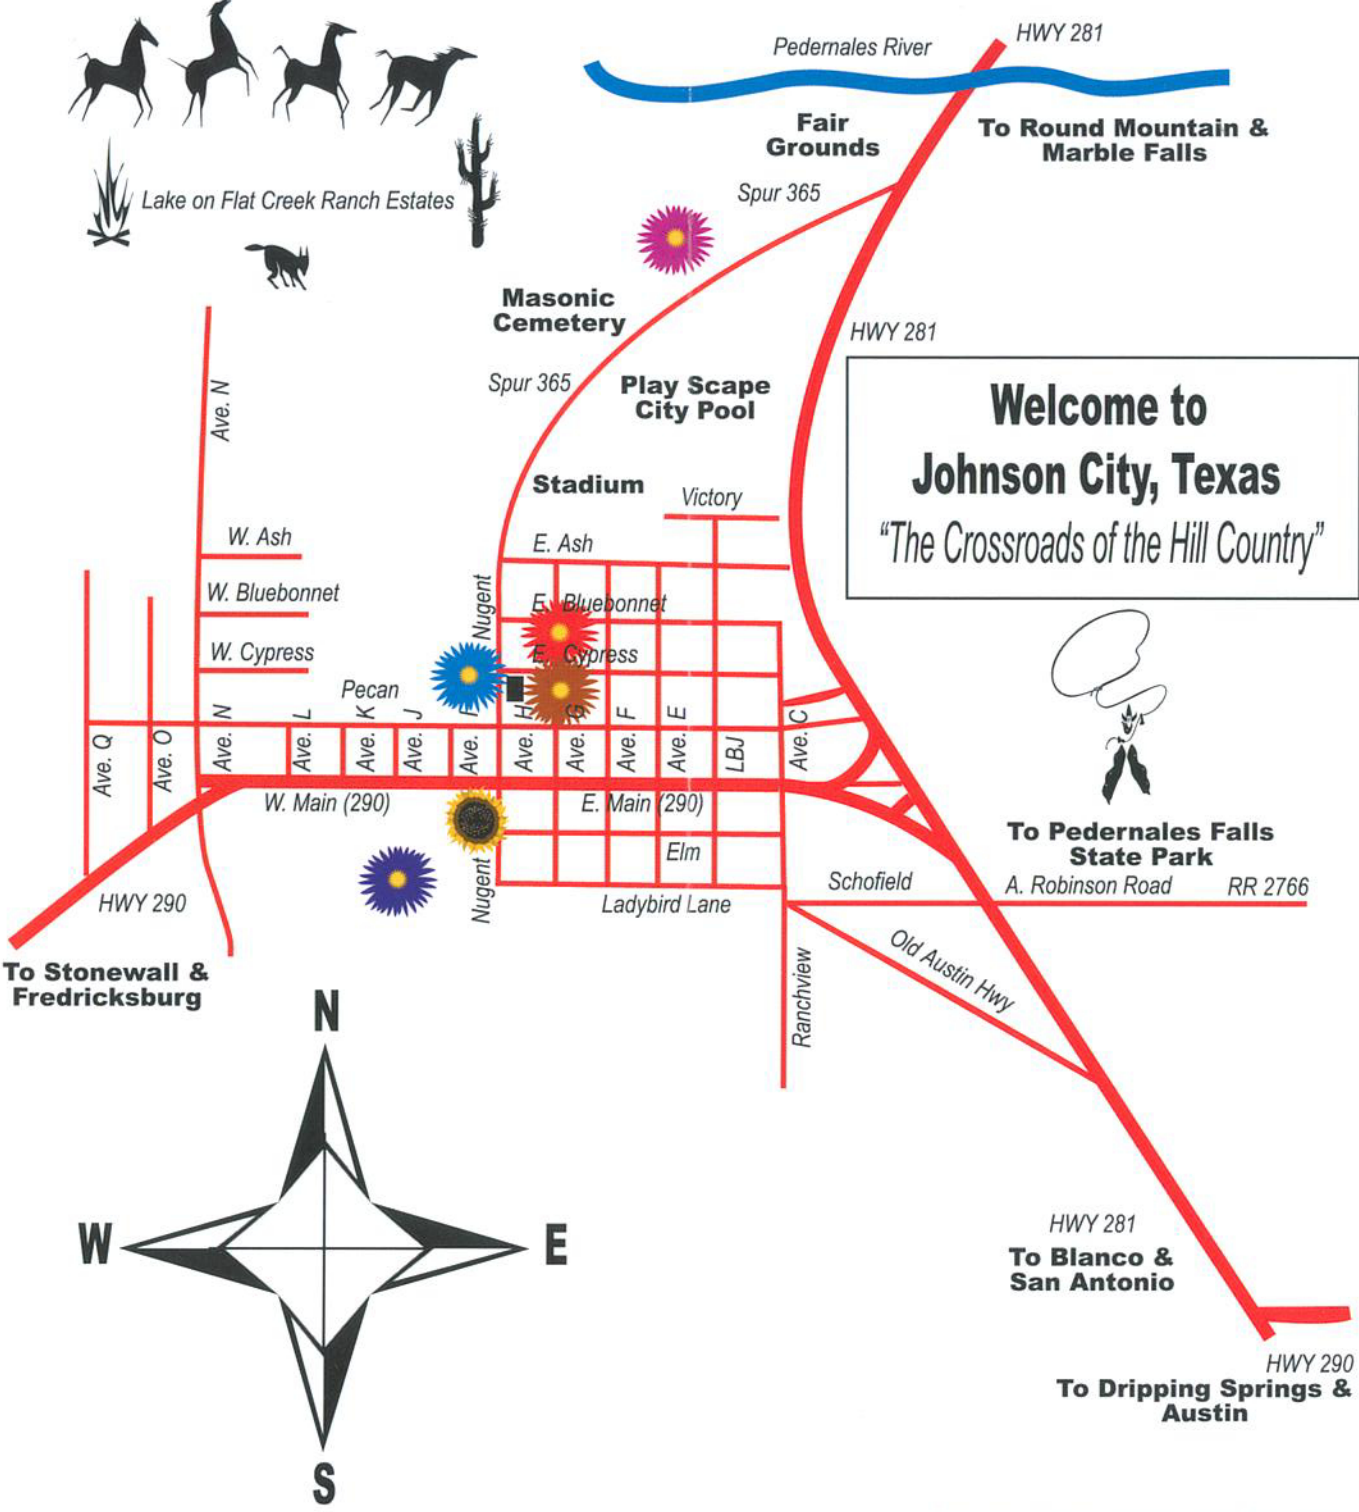 HWY 281
Pedernales River
Fair
Grounds
To Round Mountain &
Marble Falls
Spur 365
Lake on Flat Creek Ranch Estates
Masonic
Cemetery
HWY 281
Spur 365
Play Scape
City Pool
Welcome to
Johnson City, Texas
"The Crossroads of the Hill Country"
Ave. N
Stadium
Victory
W. Ash
E. Ash
W. Bluebonnet
Nugent
E. Bluebonnet
W. Cypress
E. Cypress
Pecan
Ave. Q
Ave. O
Ave. N
Ave. L
Ave. K
Ave. J
Ave.
Ave. H
Ave. G
Ave. F
Ave. E
LBJ
Ave. C
W. Main (290)
E. Main (290)
To Pedernales Falls
State Park
Elm
Nugent
Schofield
A. Robinson Road
RR 2766
HWY 290
Ladybird Lane
Old Austin Hwy
To Stonewall &
Fredricksburg
Ranchview
N
W
E
S
HWY 281
To Blanco &
San Antonio
HWY 290
To Dripping Springs &
Austin